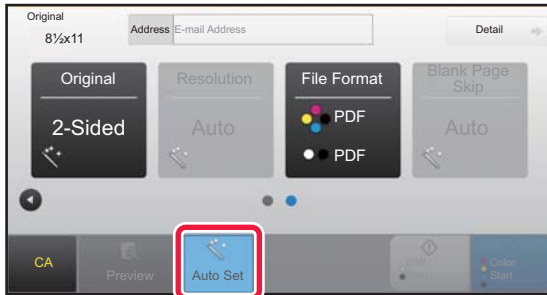 Original
8½x11
Address E-mail Address
Detail
Original
2-Sided
Resolution
Auto
File Format
PDF
PDF
Blank Page
Skip
Auto
CA
Preview
Auto Set
B/W
Start
Color
Start